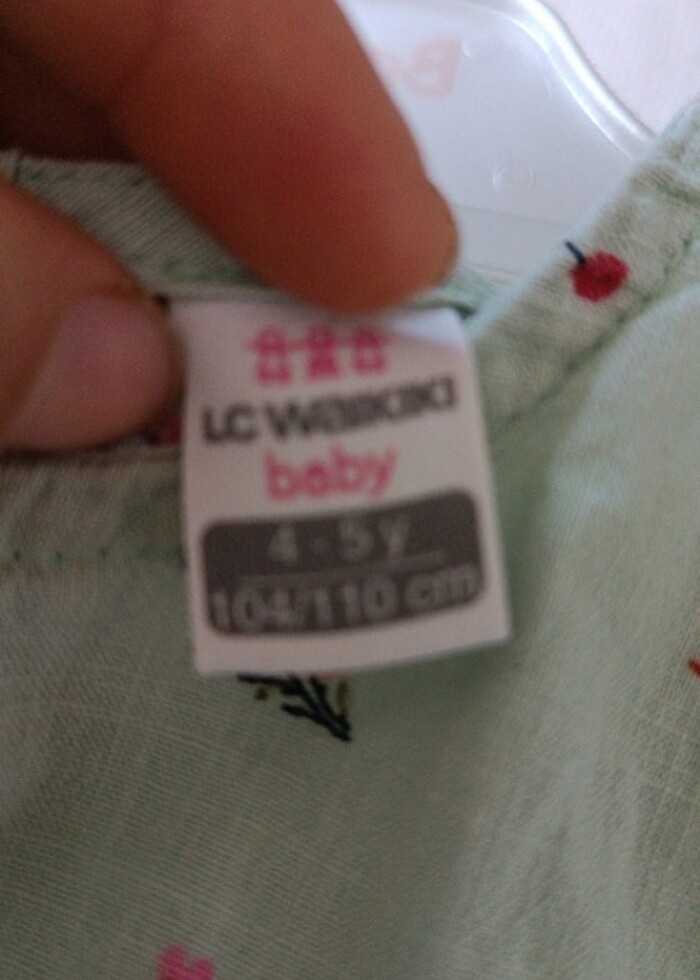 LC Waikiki
baby
4 - 5 y
104/110 cm